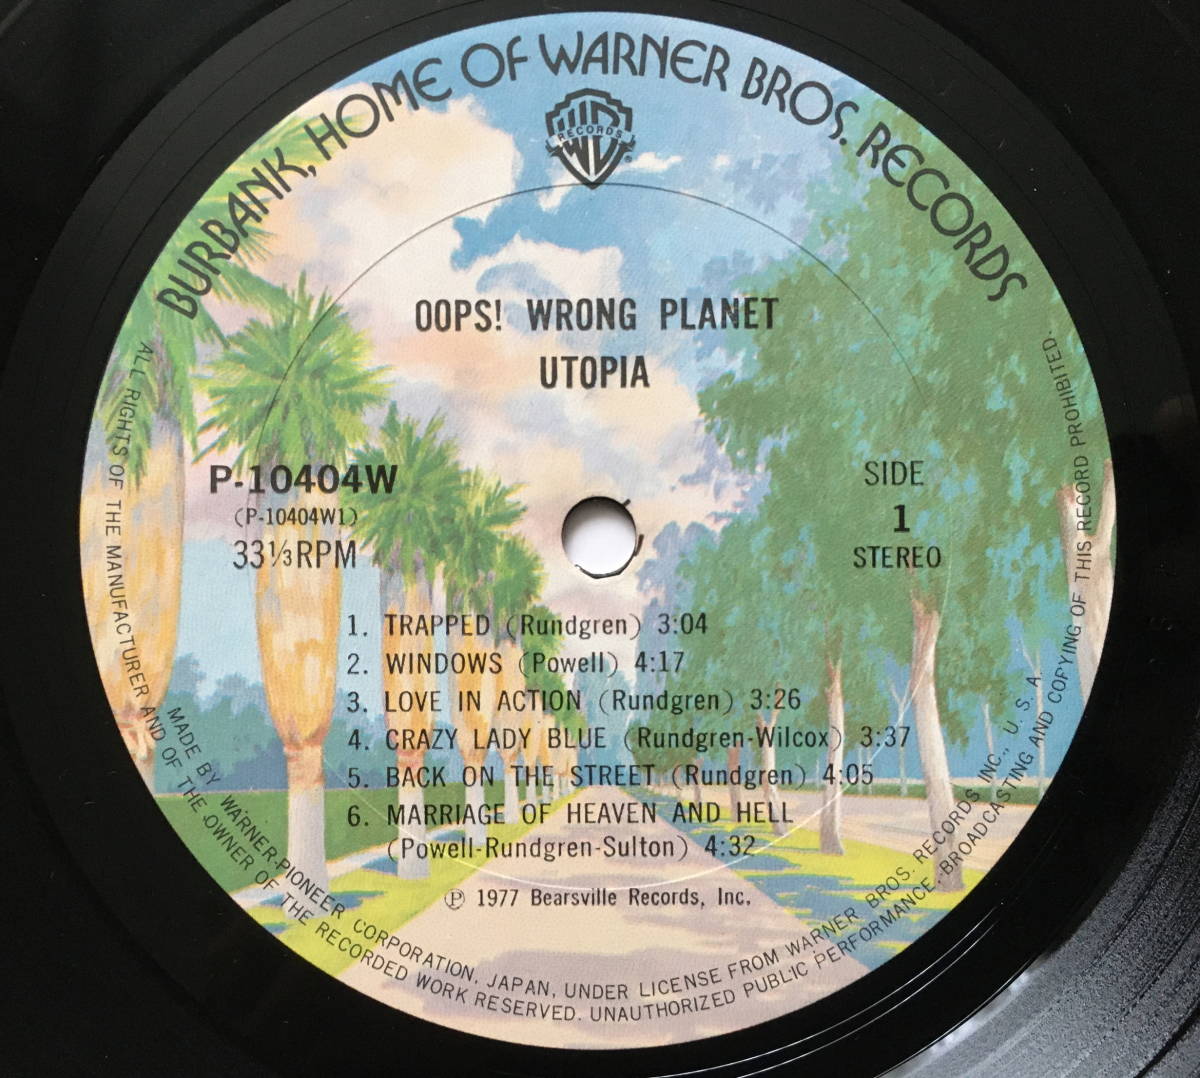 BURBANK, HOME OF WARNER BROS. RECORDS
RECORDS
OOPS! WRONG PLANET
UTOPIA
P-10404W
(P-10404W1)
33⅓RPM
SIDE
1
STEREO
1. TRAPPED (Rundgren) 3:04
2. WINDOWS (Powell) 4:17
3. LOVE IN ACTION (Rundgren) 3:26
4. CRAZY LADY BLUE (Rundgren-Wilcox) 3:37
5. BACK ON THE STREET (Rundgren) 4:05
6. MARRIAGE OF HEAVEN AND HELL
(Powell-Rundgren-Sulton) 4:32
℗ 1977 Bearsville Records, Inc.
MADE BY WARNER-PIONEER CORPORATION, JAPAN, UNDER LICENSE FROM WARNER BROS. RECORDS INC., U. S. A
ALL RIGHTS OF THE MANUFACTURER AND OF THE OWNER OF THE RECORDED WORK RESERVED. UNAUTHORIZED PUBLIC PERFORMANCE, BROADCASTING AND COPYING OF THIS RECORD PROHIBITED.